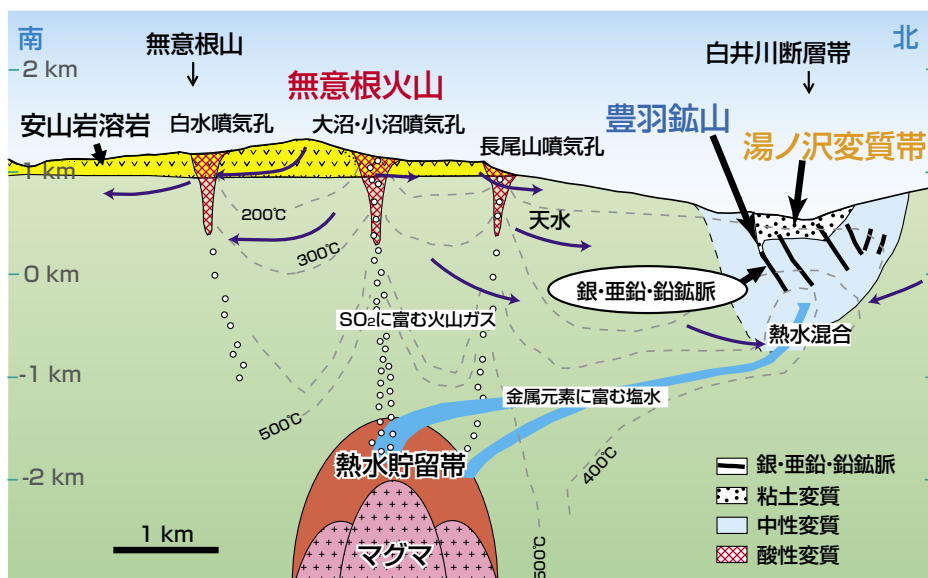 南
北
無意根山
白井川断層帯
2 km
無意根火山
安山岩溶岩
白水噴気孔
大沼・小沼噴気孔
豊羽鉱山
長尾山噴気孔
湯ノ沢変質帯
1 km
200℃
天水
300℃
0 km
銀・亜鉛・鉛鉱脈
SO₂に富む火山ガス
熱水混合
-1 km
金属元素に富む塩水
500℃
400℃
熱水貯留帯
-2 km
銀・亜鉛・鉛鉱脈
粘土変質
中性変質
酸性変質
1 km
マグマ
500℃